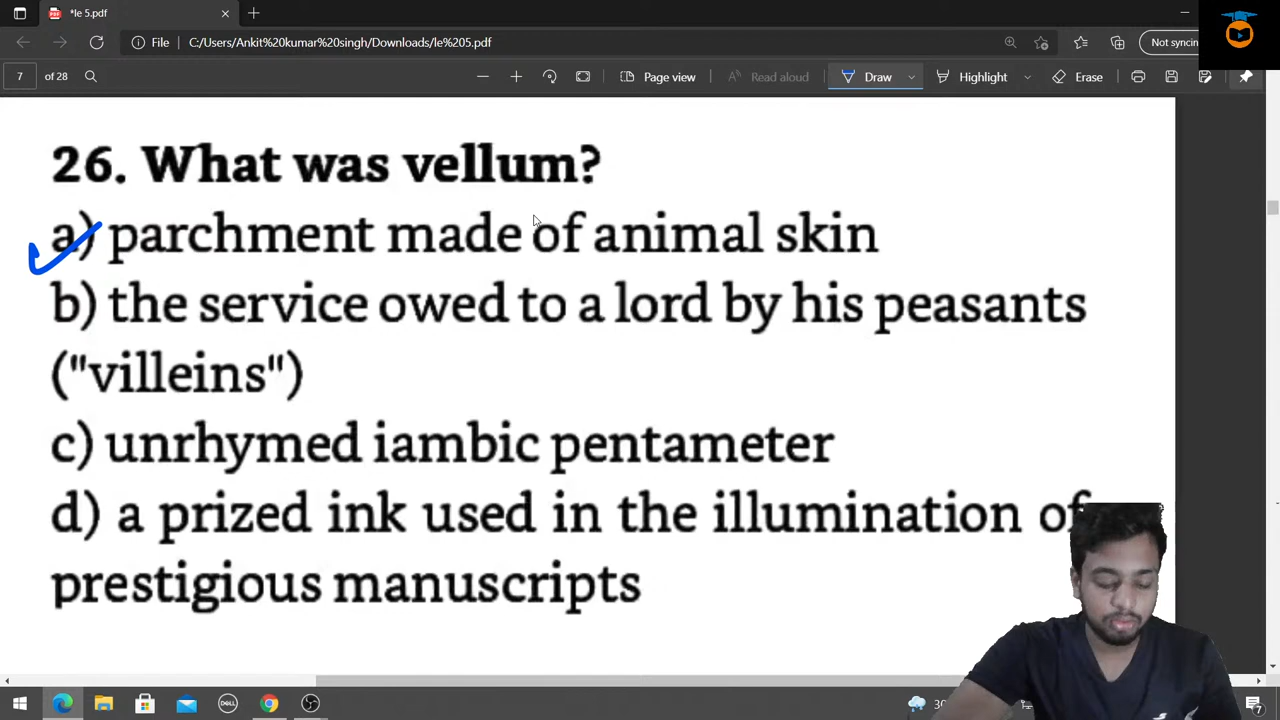 *le 5.pdf
File C:/Users/Ankit%20kumar%20singh/Downloads/le%205.pdf
Not syncin
7 of 28 Page view Read aloud Draw Highlight Erase
26. What was vellum?
a) parchment made of animal skin
b) the service owed to a lord by his peasants
("villeins")
c) unrhymed iambic pentameter
d) a prized ink used in the illumination of
prestigious manuscripts
DELL
7